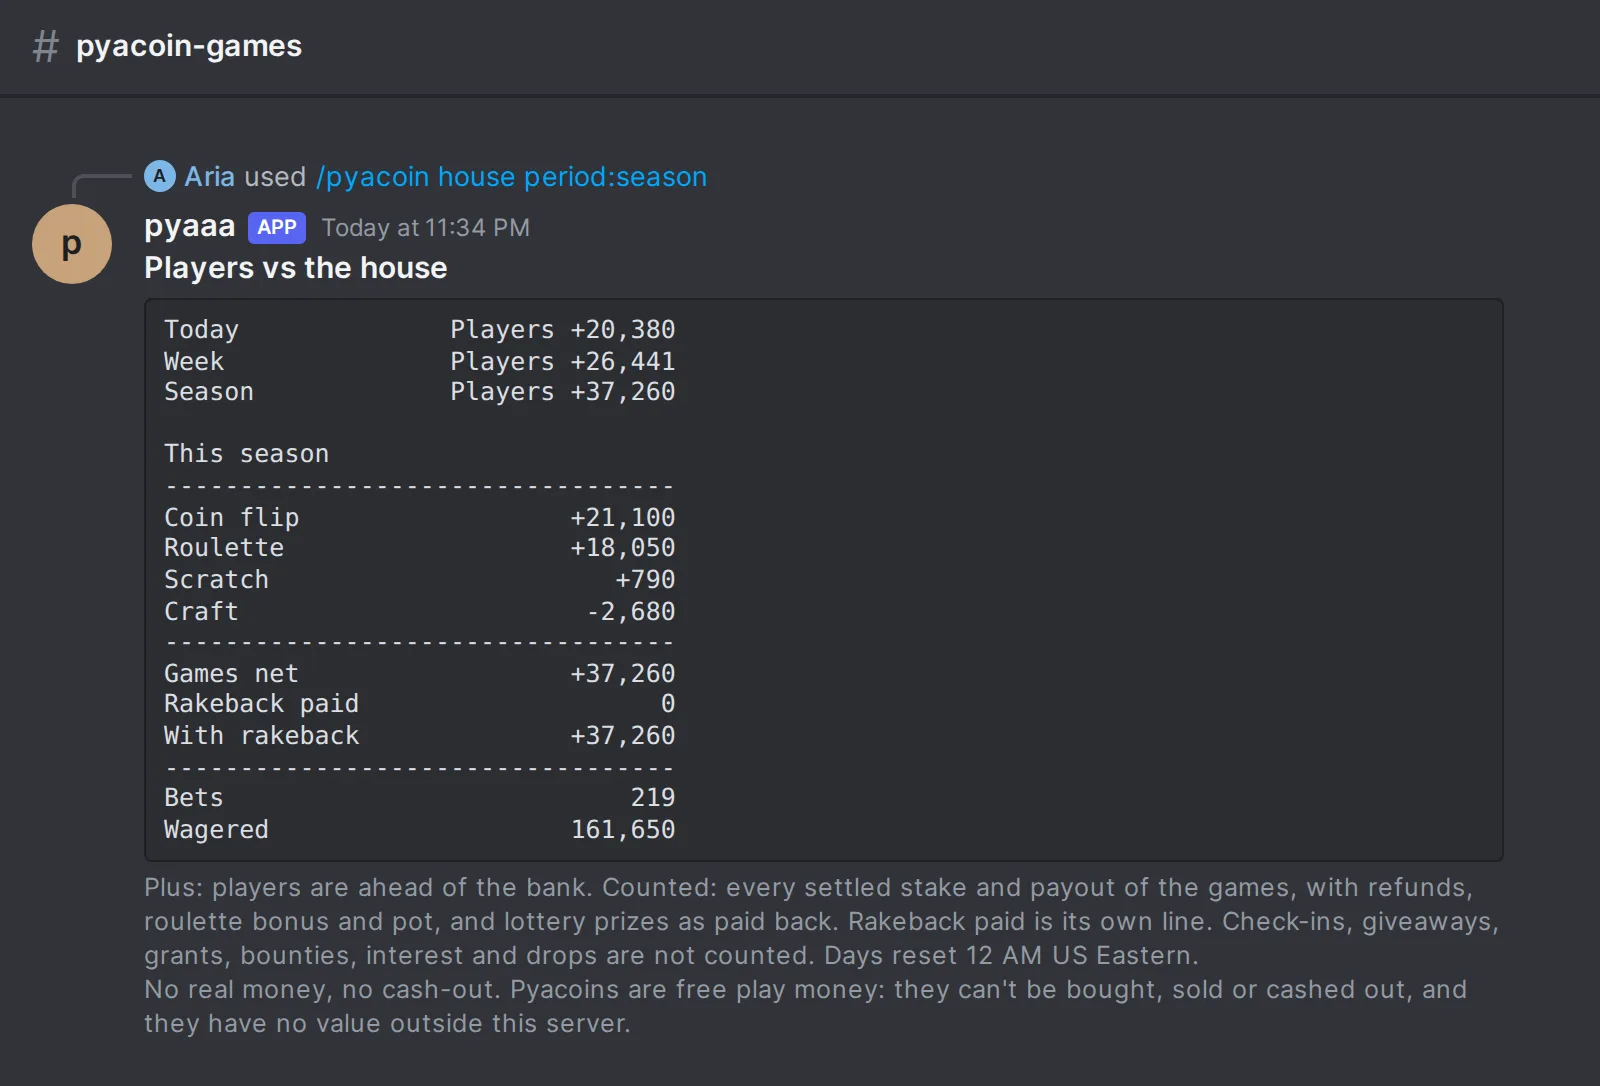 # pyacoin-games
A Aria used /pyacoin house period:season
p
pyaaa APP Today at 11:34 PM
Players vs the house
Today Players +20,380
Week Players +26,441
Season Players +37,260
This season
----------------------------------
Coin flip +21,100
Roulette +18,050
Scratch +790
Craft -2,680
----------------------------------
Games net +37,260
Rakeback paid 0
With rakeback +37,260
----------------------------------
Bets 219
Wagered 161,650
Plus: players are ahead of the bank. Counted: every settled stake and payout of the games, with refunds,
roulette bonus and pot, and lottery prizes as paid back. Rakeback paid is its own line. Check-ins, giveaways,
grants, bounties, interest and drops are not counted. Days reset 12 AM US Eastern.
No real money, no cash-out. Pyacoins are free play money: they can't be bought, sold or cashed out, and
they have no value outside this server.